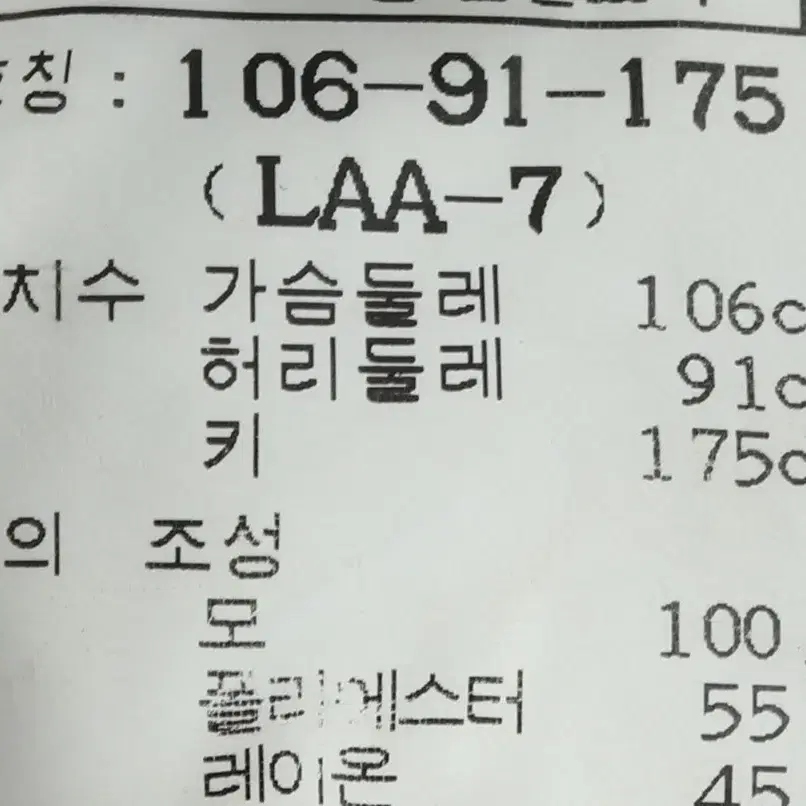 호칭 : 106-91-175
(LAA-7)
치수 가슴둘레 106c
허리둘레 91c
키 175c
의 조성
모 100
폴리에스터 55
레이온 45